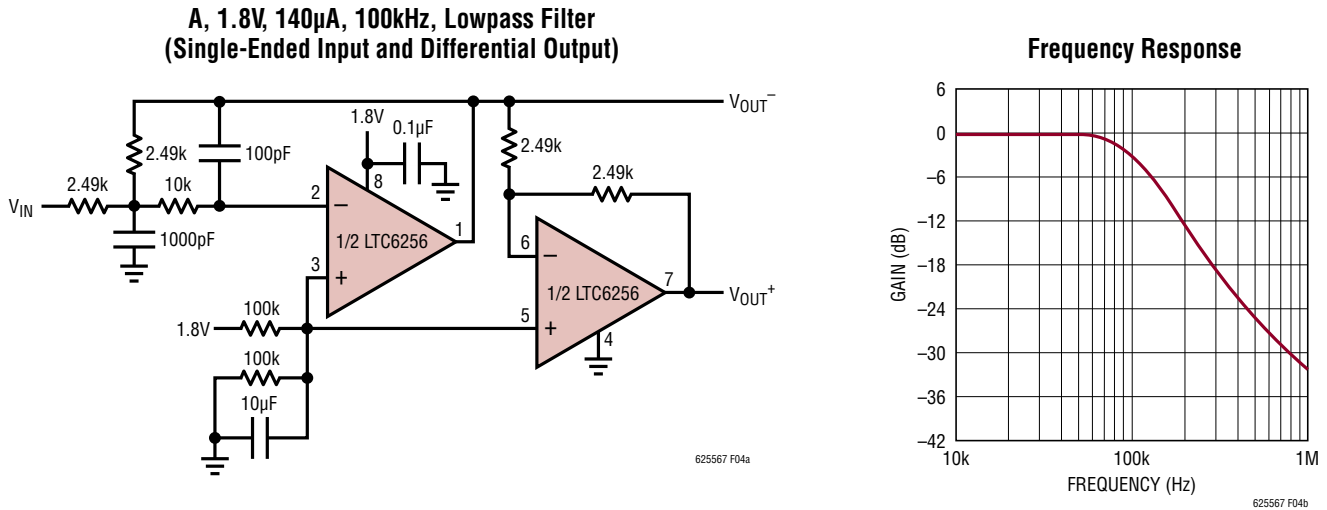 A, 1.8V, 140µA, 100kHz, Lowpass Filter
(Single-Ended Input and Differential Output)
VOUT–
1.8V
0.1µF
2.49k
100pF
2.49k
2.49k
10k
2.49k
VIN
2
8
–
1000pF
1/2 LTC6256
1
3
+
6
–
1/2 LTC6256
7
VOUT+
100k
1.8V
5
+
4
100k
10µF
625567 F04a
Frequency Response
6
0
–6
–12
–18
–24
–30
–36
–42
GAIN (dB)
10k
100k
1M
FREQUENCY (Hz)
625567 F04b